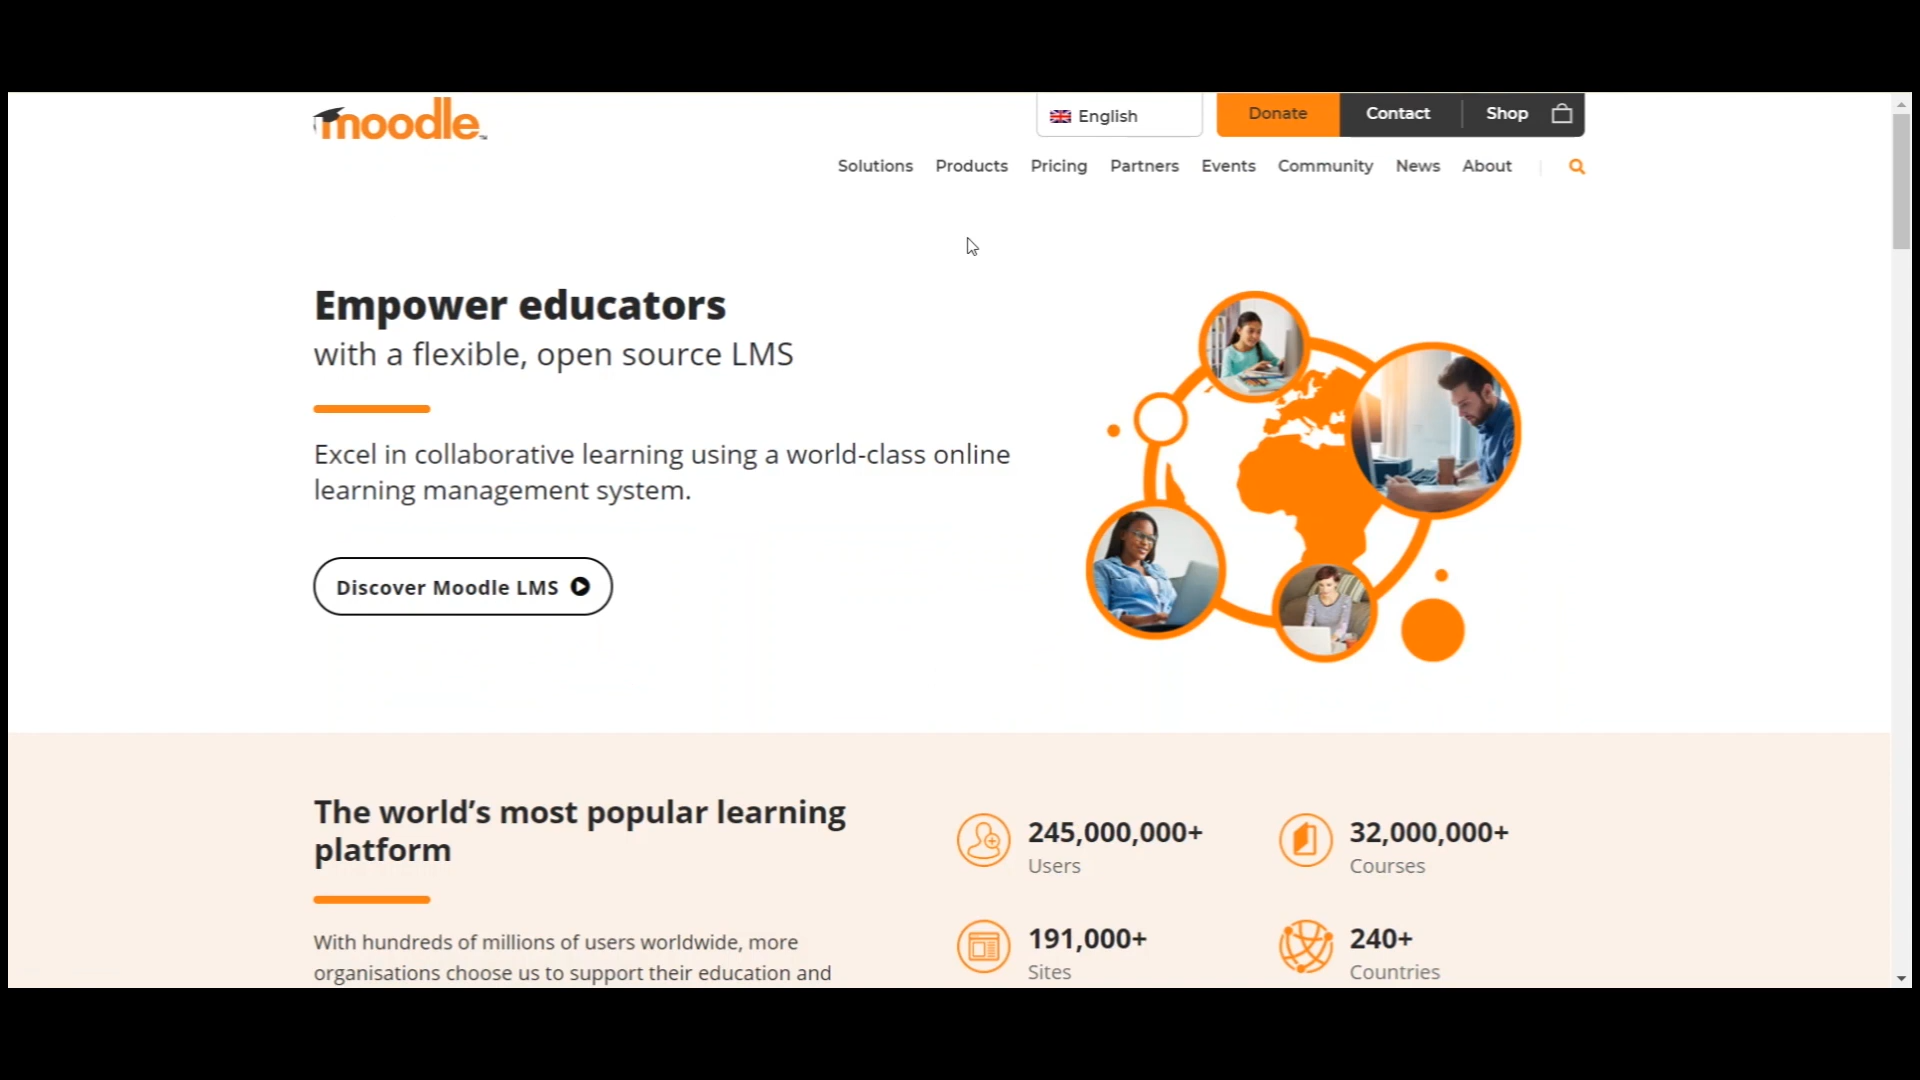 moodle
English
Donate
Contact
Shop
Solutions
Products
Pricing
Partners
Events
Community
News
About
Empower educators
with a flexible, open source LMS
Excel in collaborative learning using a world-class online
learning management system.
Discover Moodle LMS
The world’s most popular learning
platform
With hundreds of millions of users worldwide, more
organisations choose us to support their education and
245,000,000+
Users
32,000,000+
Courses
191,000+
Sites
240+
Countries